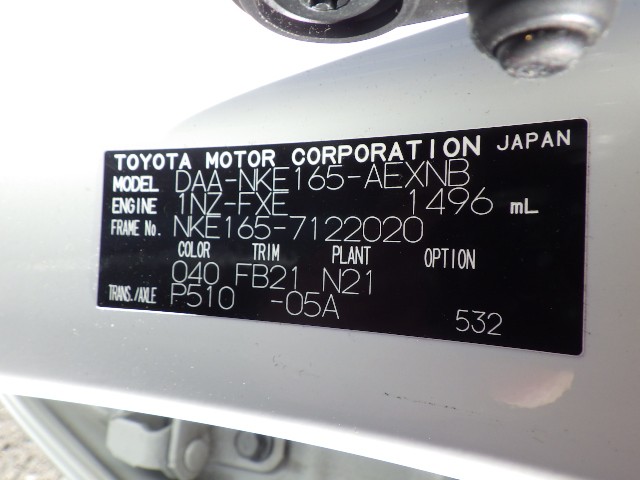 TOYOTA MOTOR CORPORATION JAPAN
MODEL DAA-NKE165-AEXNB
ENGINE 1NZ-FXE 1496 mL
FRAME No. NKE165-7122020
COLOR TRIM PLANT OPTION
040 FB21 N21
TRANS./AXLE P510 -05A
532